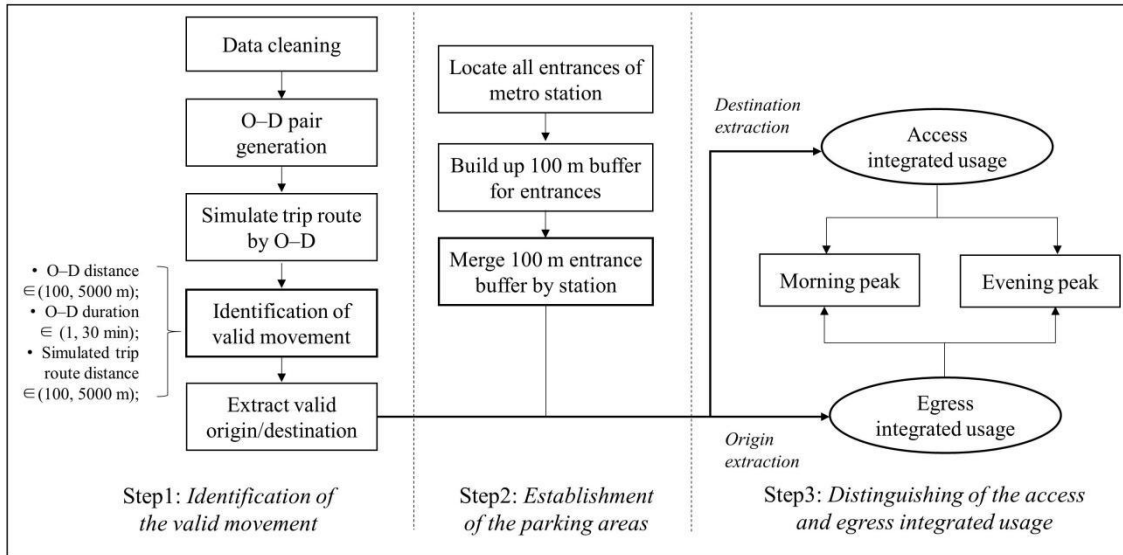 Data cleaning
O–D pair
generation
Simulate trip route
by O–D
• O–D distance
∈(100, 5000 m);
• O–D duration
∈ (1, 30 min);
• Simulated trip
route distance
∈(100, 5000 m);
Identification of
valid movement
Extract valid
origin/destination
Step1: Identification of
the valid movement
Locate all entrances of
metro station
Build up 100 m buffer
for entrances
Merge 100 m entrance
buffer by station
Step2: Establishment
of the parking areas
Destination
extraction
Access
integrated usage
Morning peak
Evening peak
Egress
integrated usage
Origin
extraction
Step3: Distinguishing of the access
and egress integrated usage